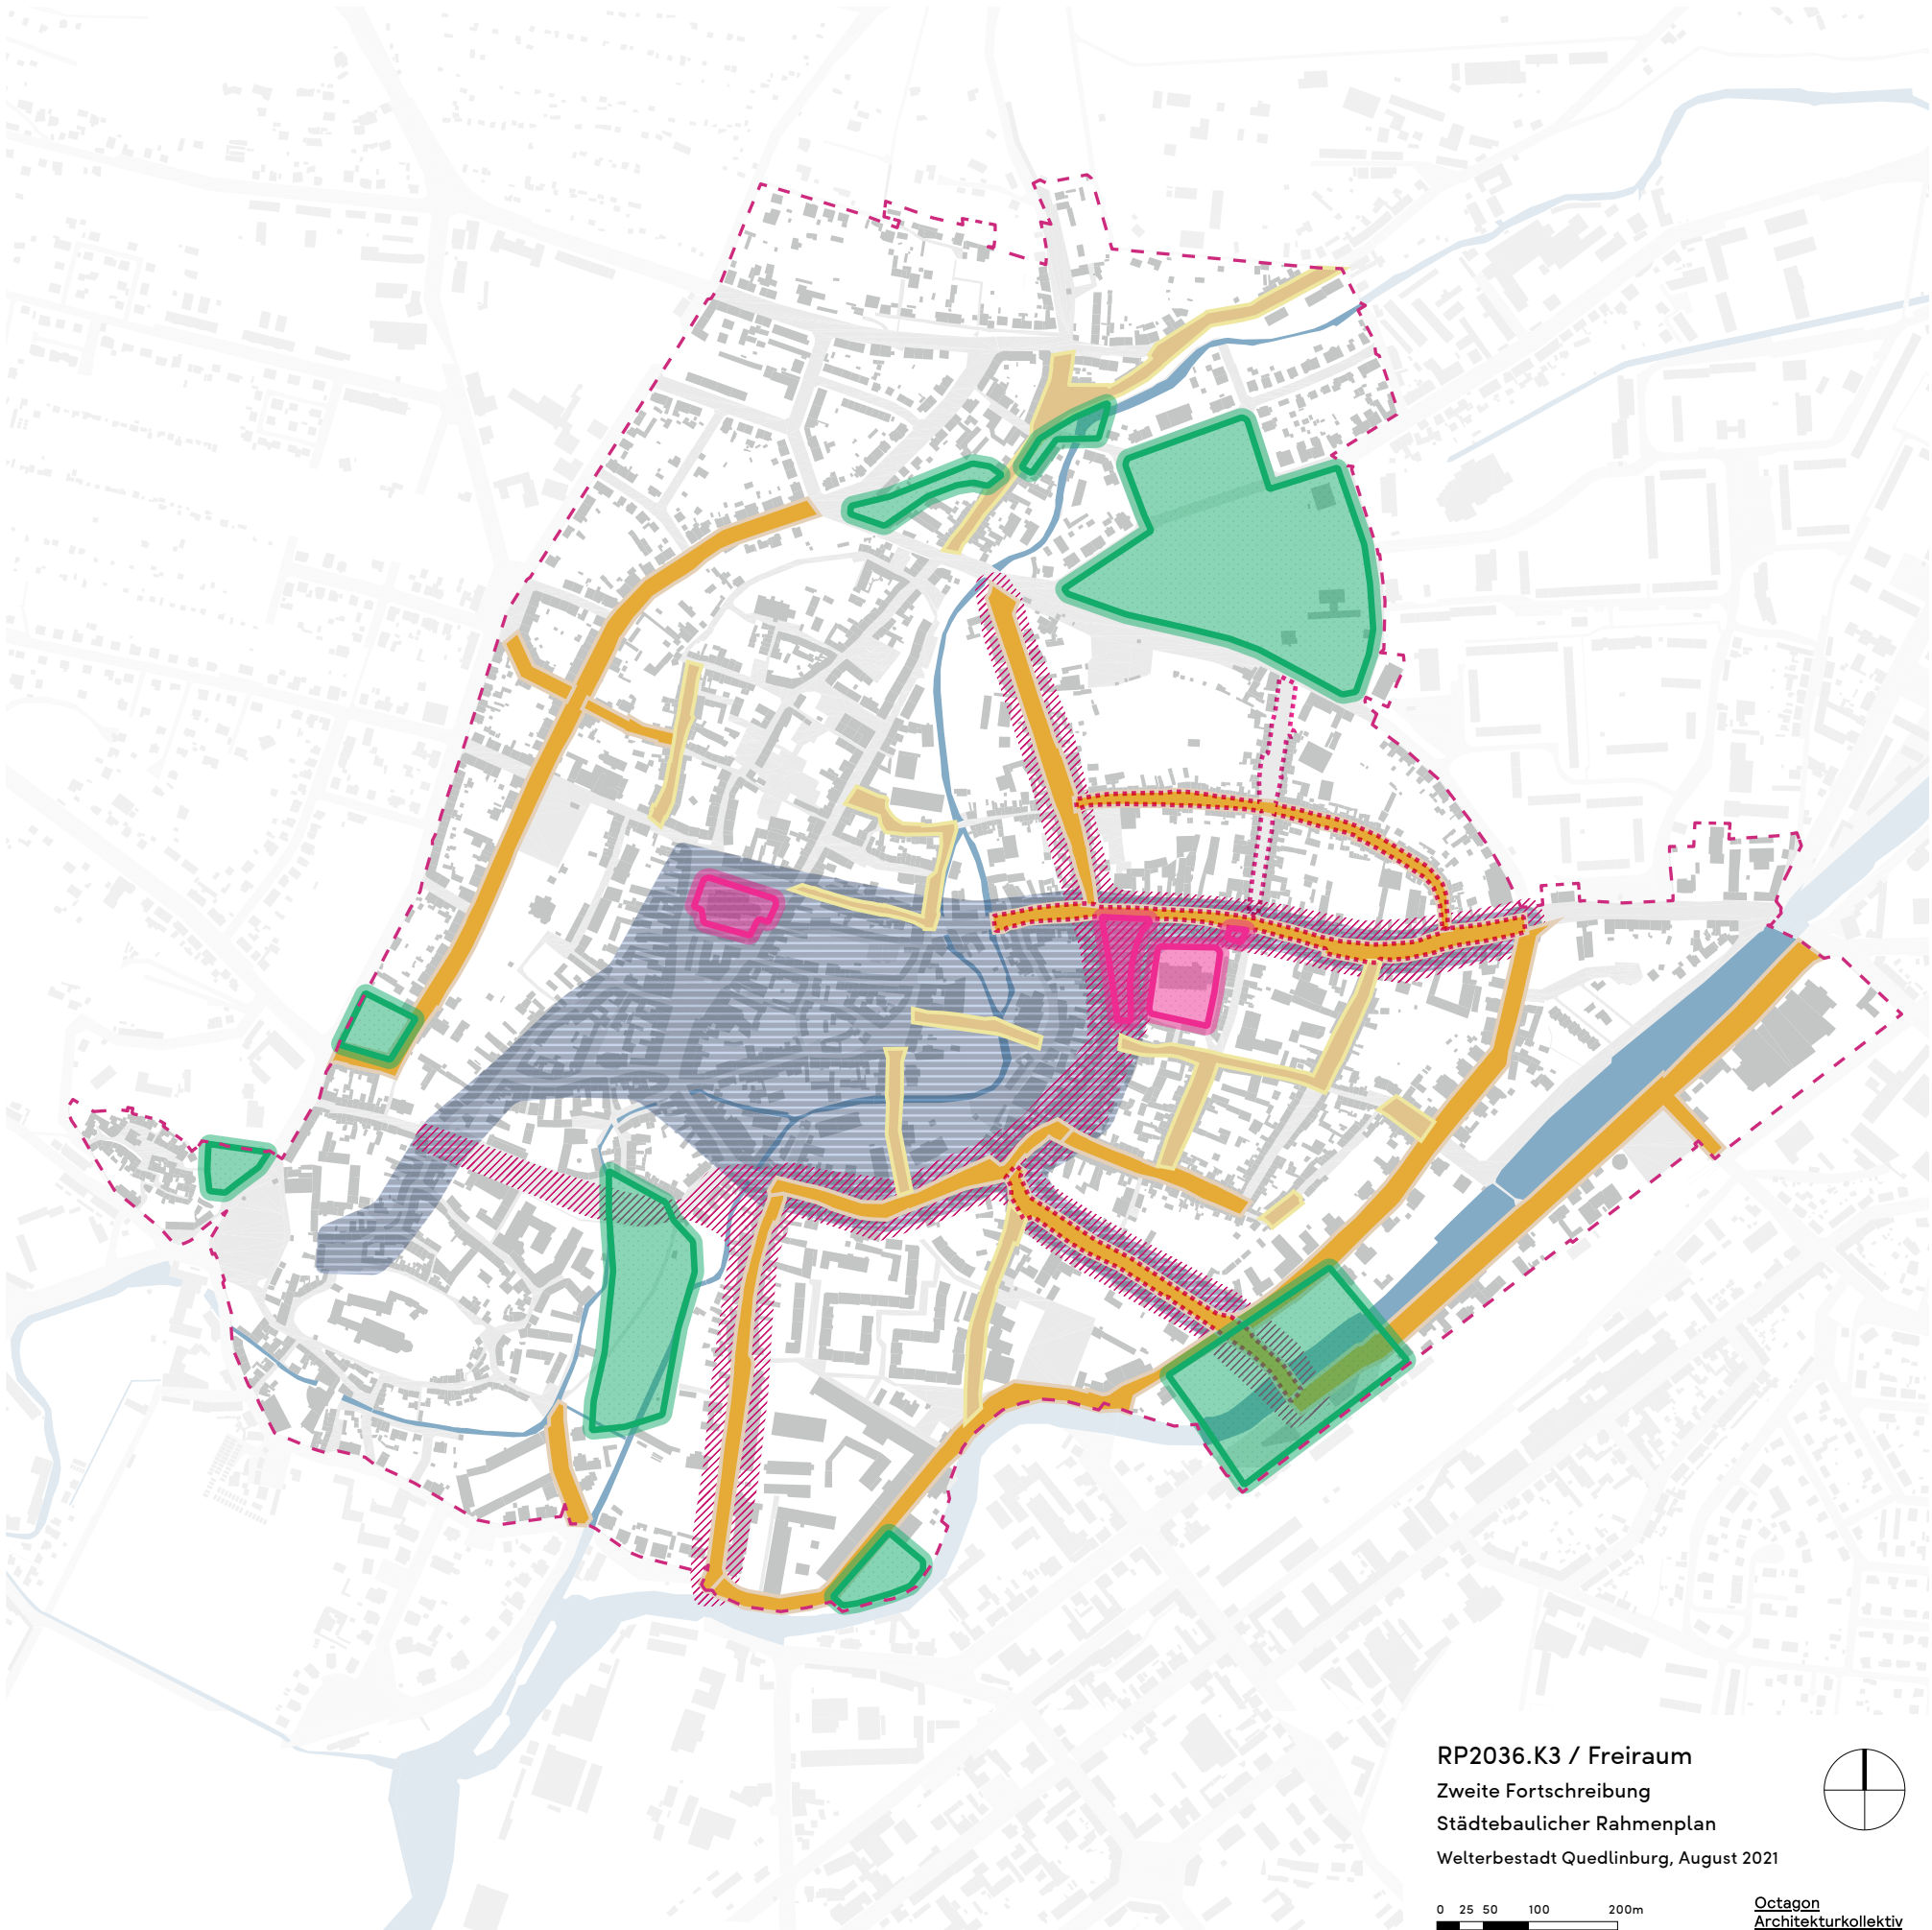 RP2036.K3 / Freiraum
Zweite Fortschreibung
Städtebaulicher Rahmenplan
Welterbestadt Quedlinburg, August 2021
0 25 50 100 200m
Octagon
Architekturkollektiv